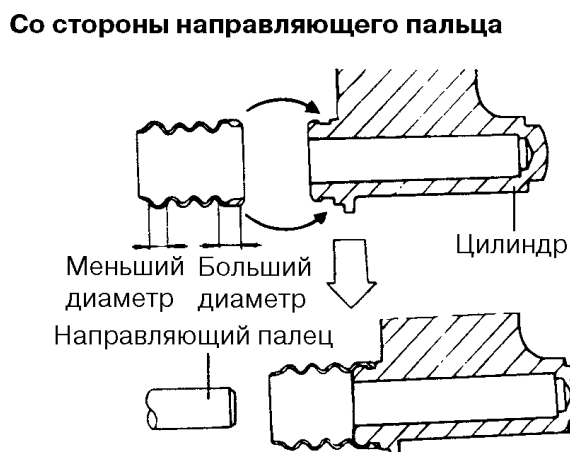 Со стороны направляющего пальца
Цилиндр
Меньший Больший
диаметр диаметр
Направляющий палец